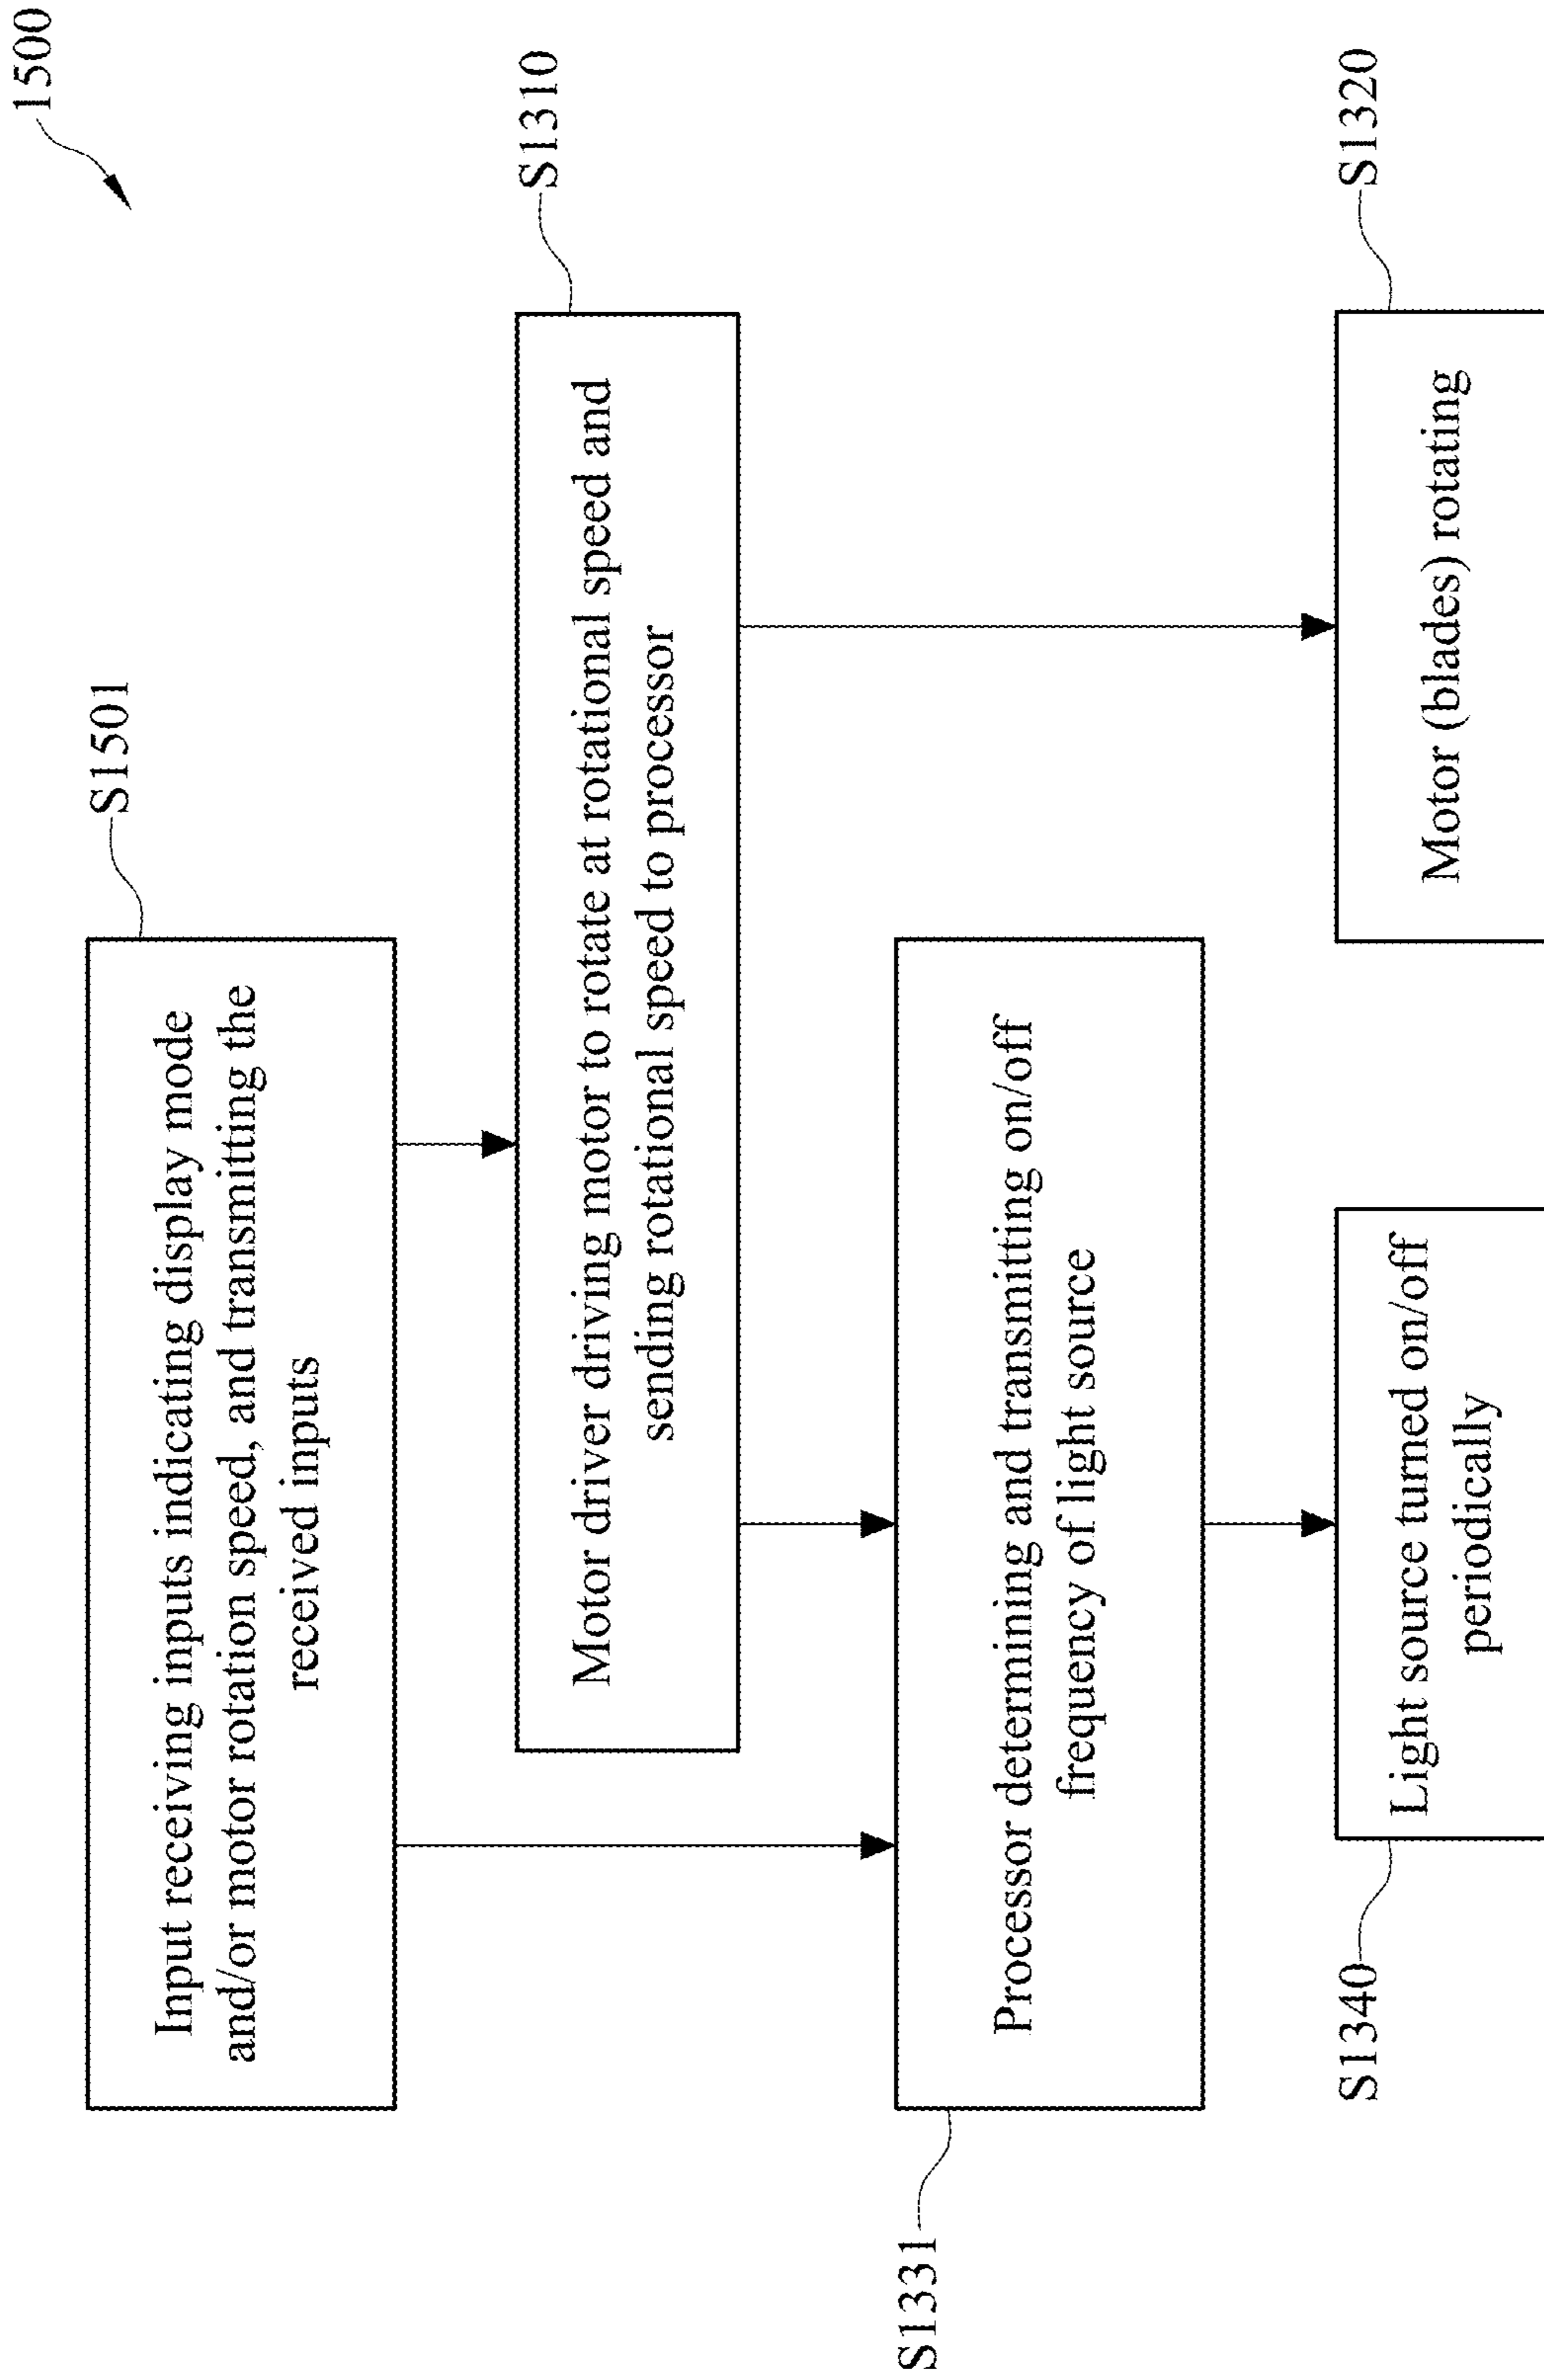 1500
S1501
Input receiving inputs indicating display mode
and/or motor rotation speed, and transmitting the
received inputs
S1310
Motor driver driving motor to rotate at rotational speed and
sending rotational speed to processor
S1331
Processor determining and transmitting on/off
frequency of light source
S1340
Light source turned on/off
periodically
S1320
Motor (blades) rotating